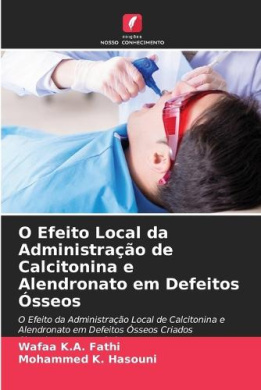 edições
NOSSO CONHECIMENTO
O Efeito Local da
Administração de
Calcitonina e
Alendronato em Defeitos
Ósseos
O Efeito da Administração Local de Calcitonina e
Alendronato em Defeitos Ósseos Criados
Wafaa K.A. Fathi
Mohammed K. Hasouni